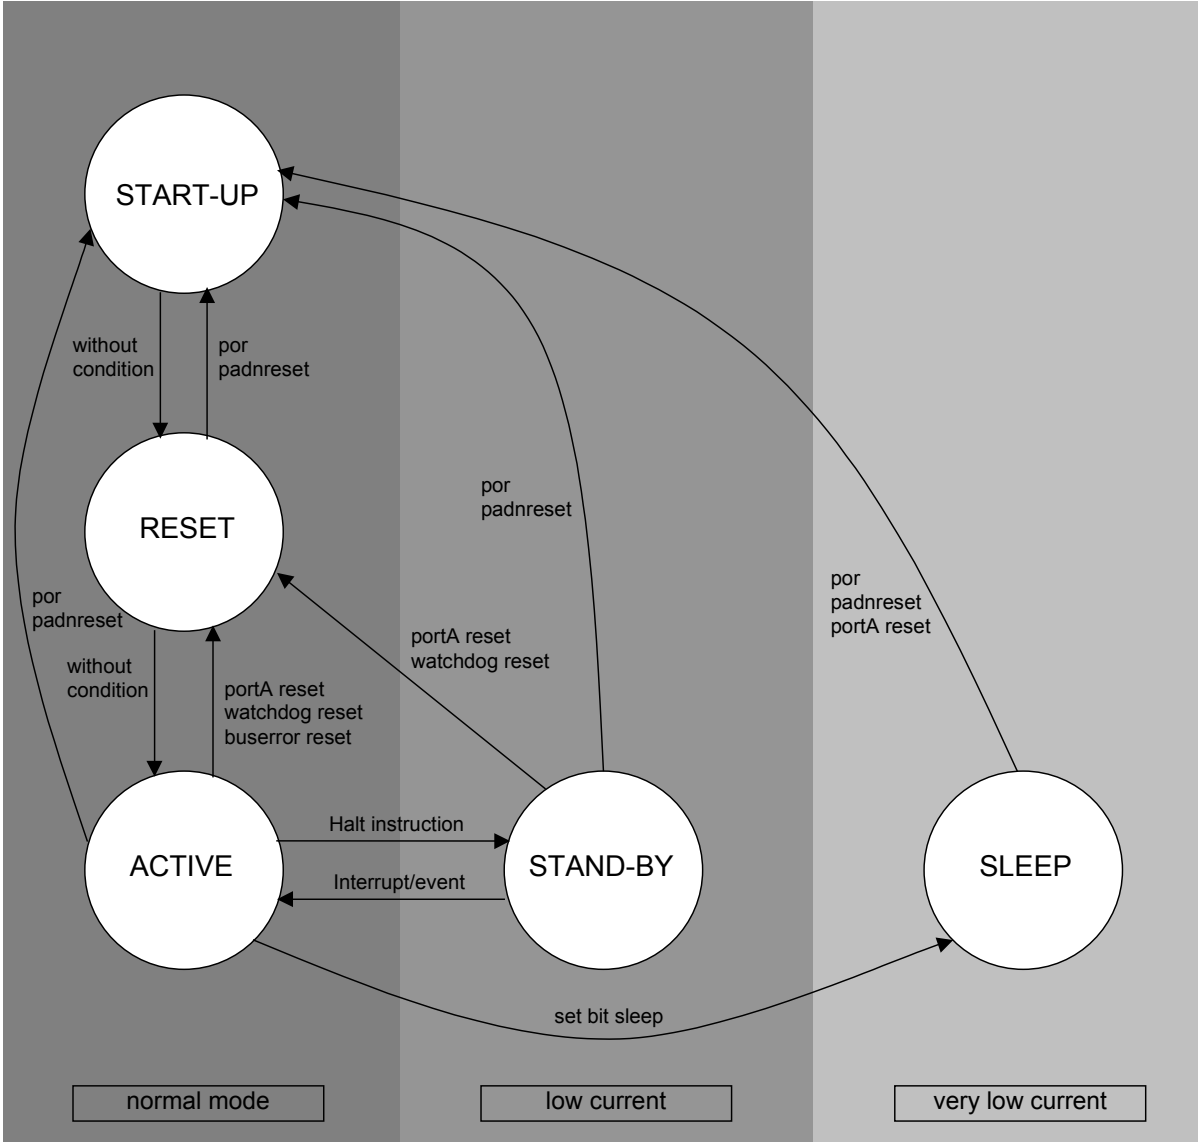 START-UP
without
condition
por
padnreset
RESET
por
padnreset
por
padnreset
por
padnreset
portA reset
without
condition
portA reset
watchdog reset
buserror reset
portA reset
watchdog reset
Halt instruction
ACTIVE
STAND-BY
SLEEP
Interrupt/event
set bit sleep
normal mode
low current
very low current